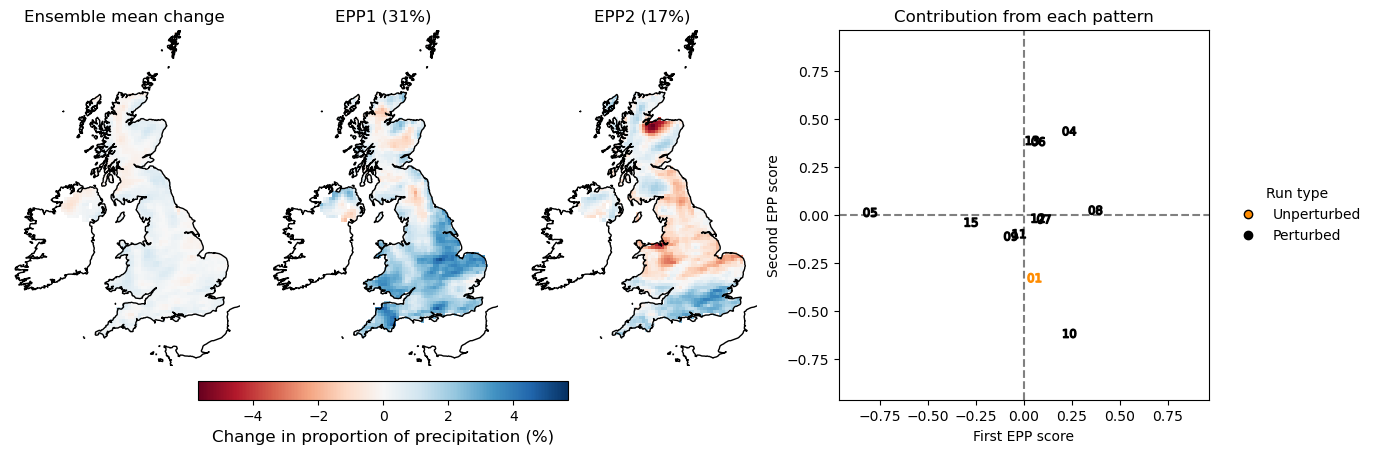 Ensemble mean change
EPP1 (31%)
EPP2 (17%)
Contribution from each pattern
0.75
0.50
0.25
0.00
−0.25
−0.50
−0.75
Second EPP score
04
06
05
08
15
07
11
09
01
10
−0.75 −0.50 −0.25 0.00 0.25 0.50 0.75
First EPP score
Run type
Unperturbed
Perturbed
−4 −2 0 2 4
Change in proportion of precipitation (%)